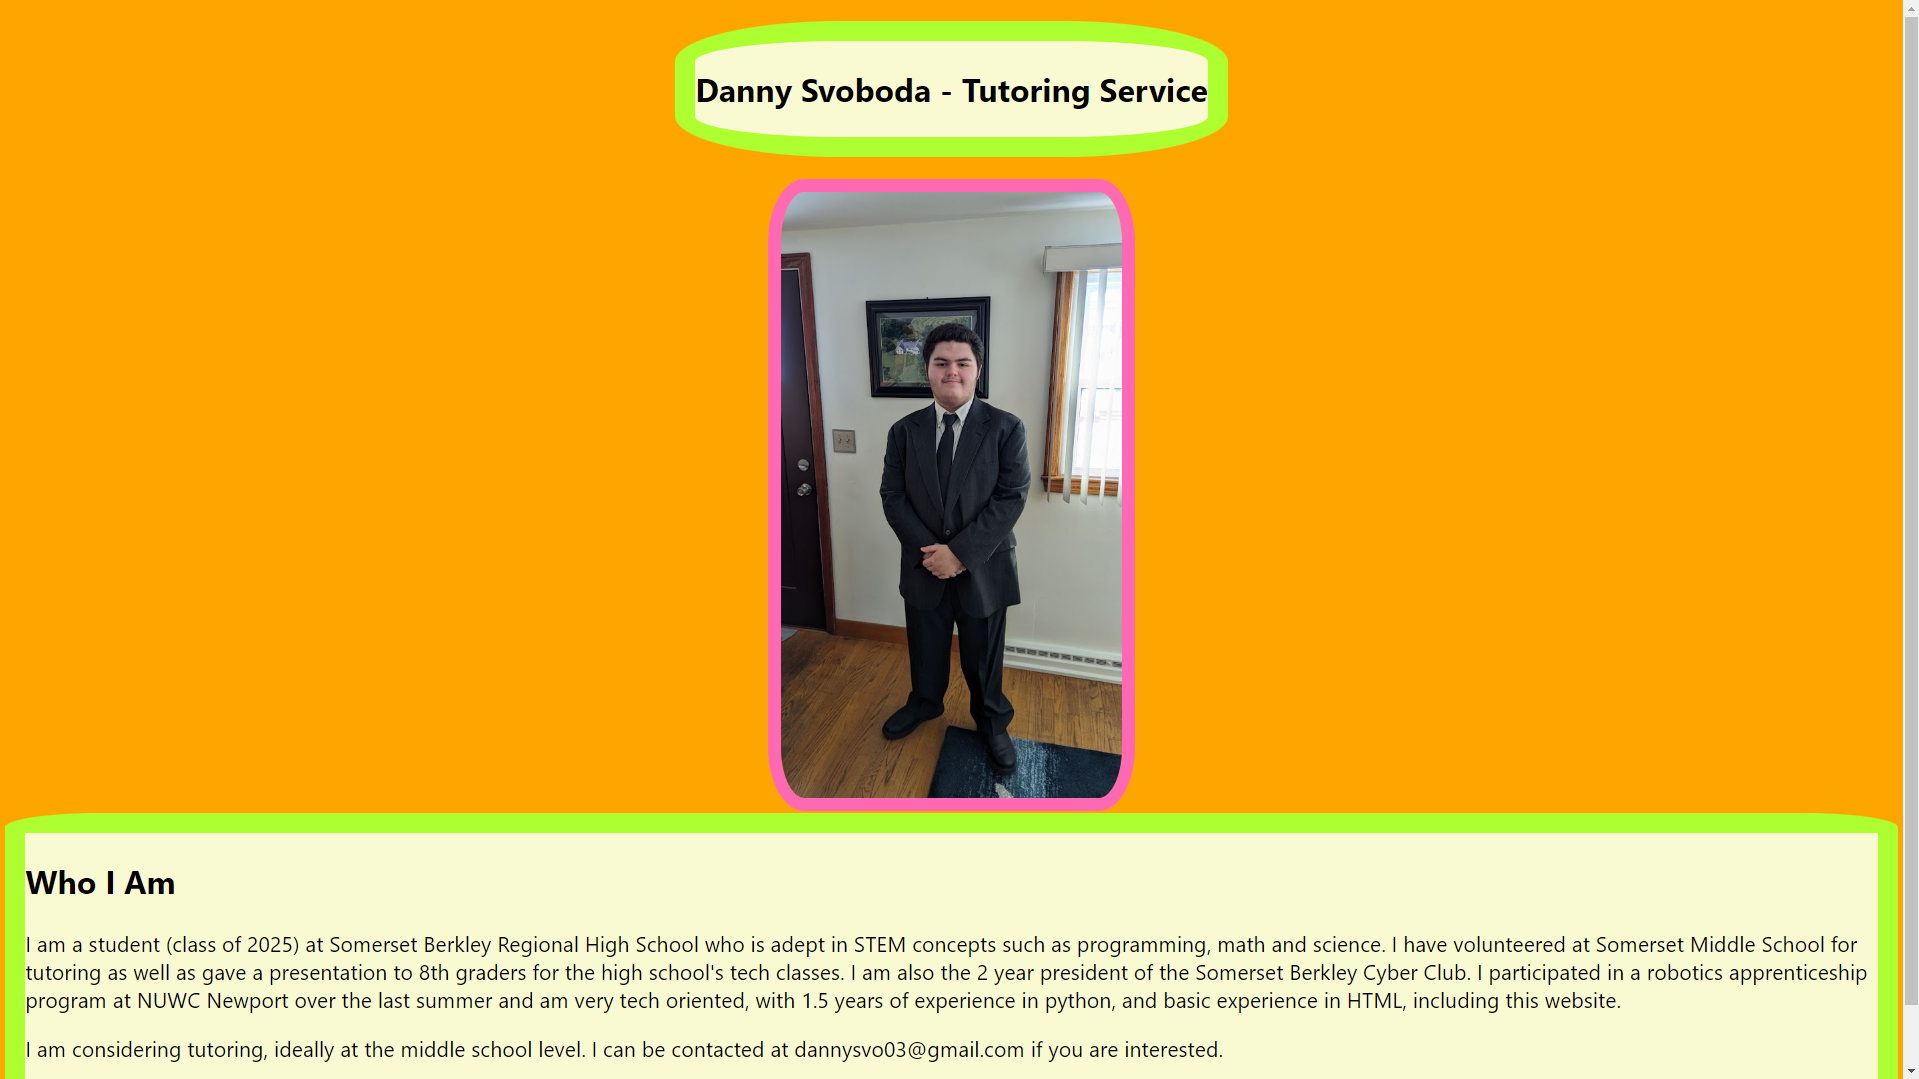 Danny Svoboda - Tutoring Service
Who I Am
I am a student (class of 2025) at Somerset Berkley Regional High School who is adept in STEM concepts such as programming, math and science. I have volunteered at Somerset Middle School for
tutoring as well as gave a presentation to 8th graders for the high school's tech classes. I am also the 2 year president of the Somerset Berkley Cyber Club. I participated in a robotics apprenticeship
program at NUWC Newport over the last summer and am very tech oriented, with 1.5 years of experience in python, and basic experience in HTML, including this website.
I am considering tutoring, ideally at the middle school level. I can be contacted at dannysvo03@gmail.com if you are interested.